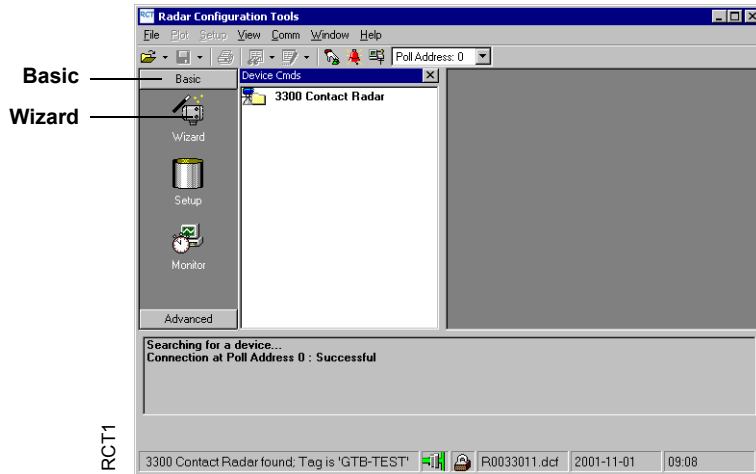 RCT Radar Configuration Tools
File Plot Setup View Comm Window Help
Poll Address: 0
Basic
Wizard
Basic
Device Cmds
3300 Contact Radar
Wizard
Setup
Monitor
Advanced
Searching for a device...
Connection at Poll Address 0 : Successful
3300 Contact Radar found; Tag is 'GTB-TEST' R0033011.dcf 2001-11-01 09:08
RCT1